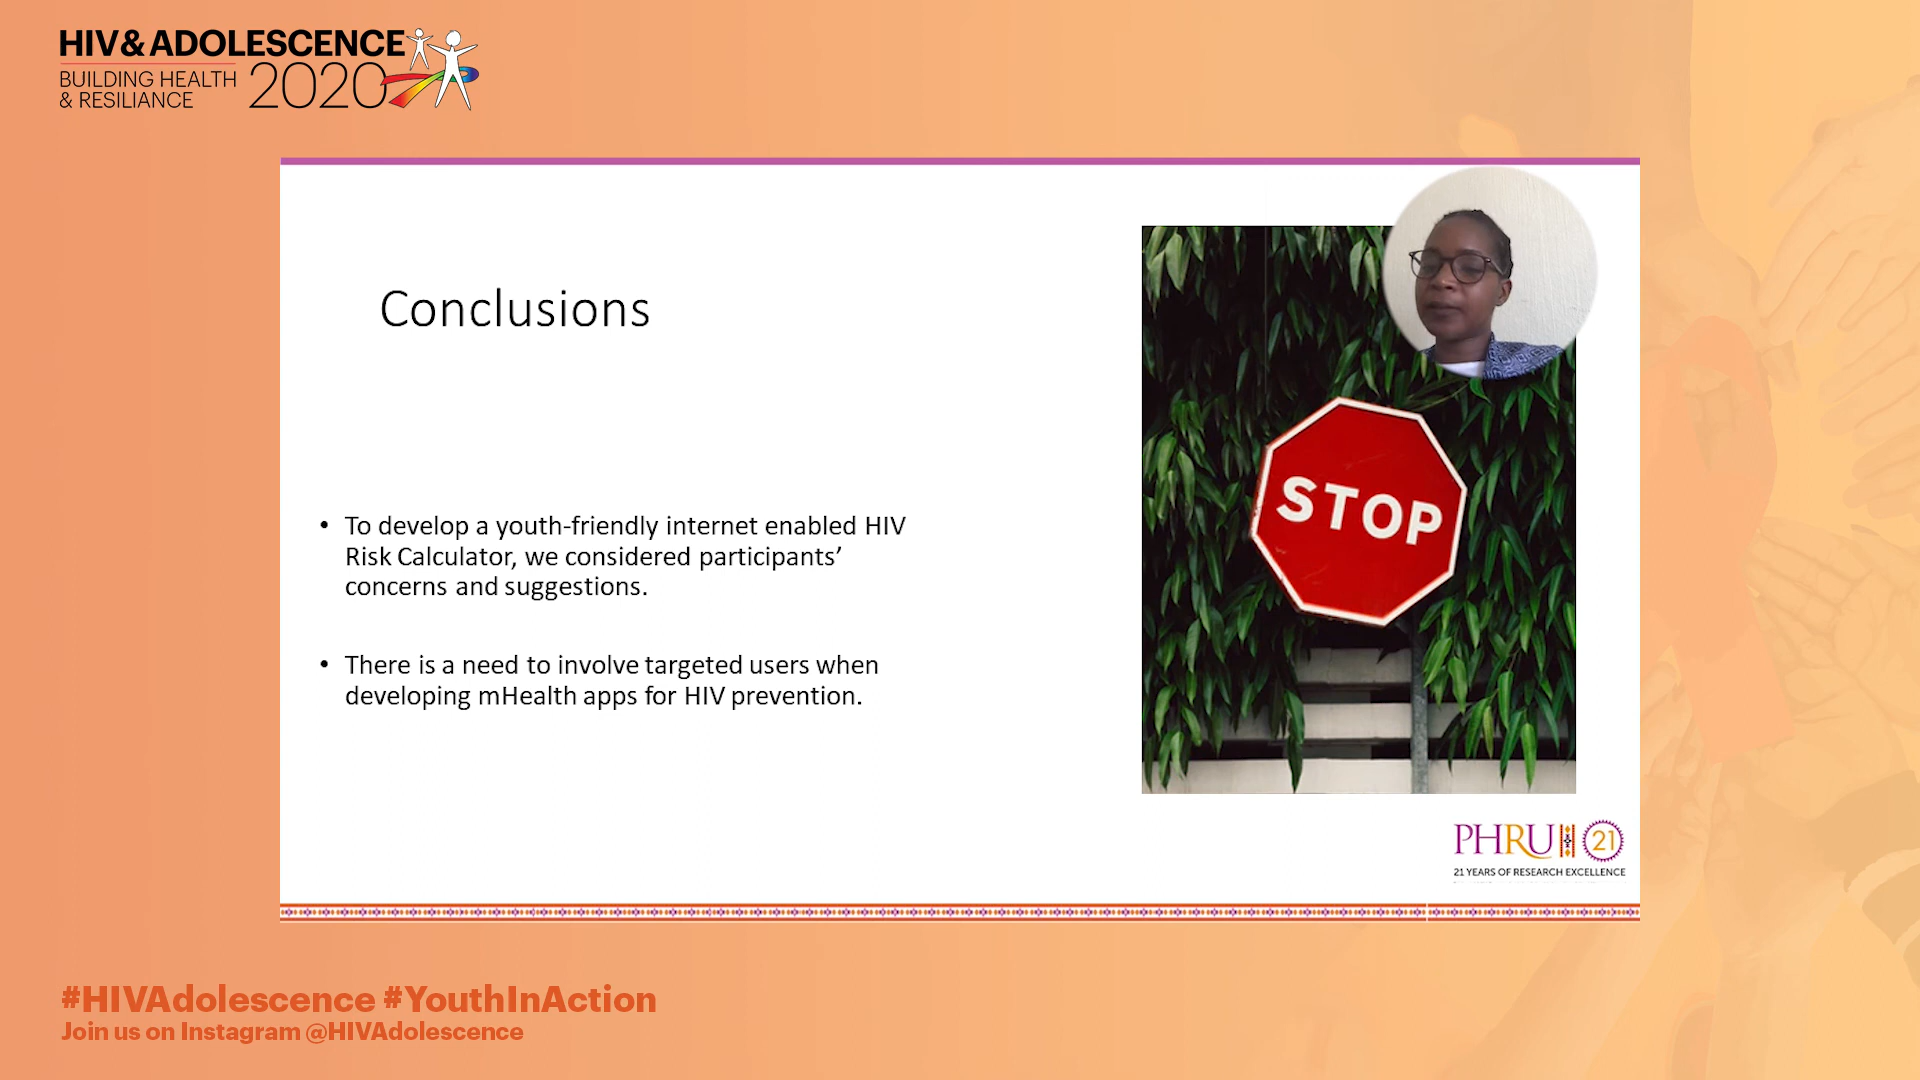 HIV & ADOLESCENCE
BUILDING HEALTH
& RESILIANCE
2020
Conclusions
• To develop a youth-friendly internet enabled HIV
Risk Calculator, we considered participants’
concerns and suggestions.
• There is a need to involve targeted users when
developing mHealth apps for HIV prevention.
STOP
PHRU 21
21 YEARS OF RESEARCH EXCELLENCE
#HIVAdolescence #YouthInAction
Join us on Instagram @HIVAdolescence